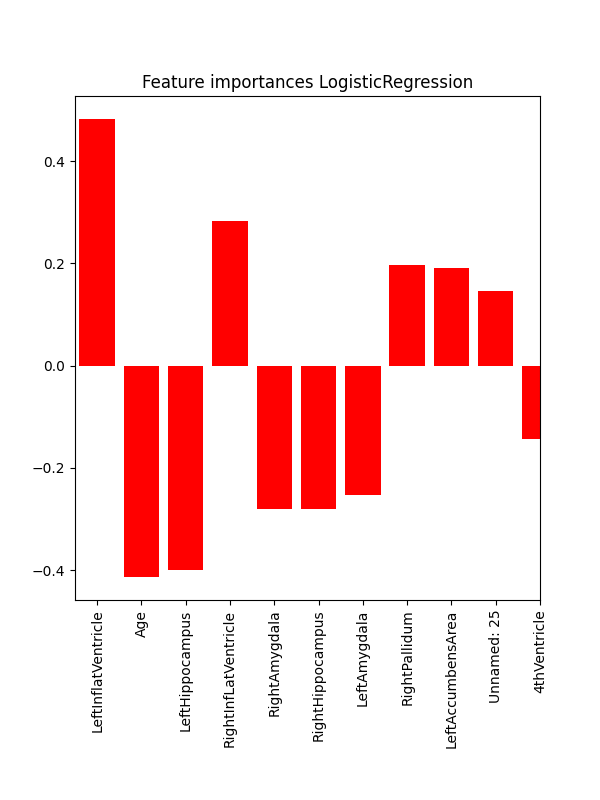 Feature importances LogisticRegression
0.4
0.2
0.0
−0.2
−0.4
LeftInflatVentricle
Age
LeftHippocampus
RightInfLatVentricle
RightAmygdala
RightHippocampus
LeftAmygdala
RightPallidum
LeftAccumbensArea
Unnamed: 25
4thVentricle